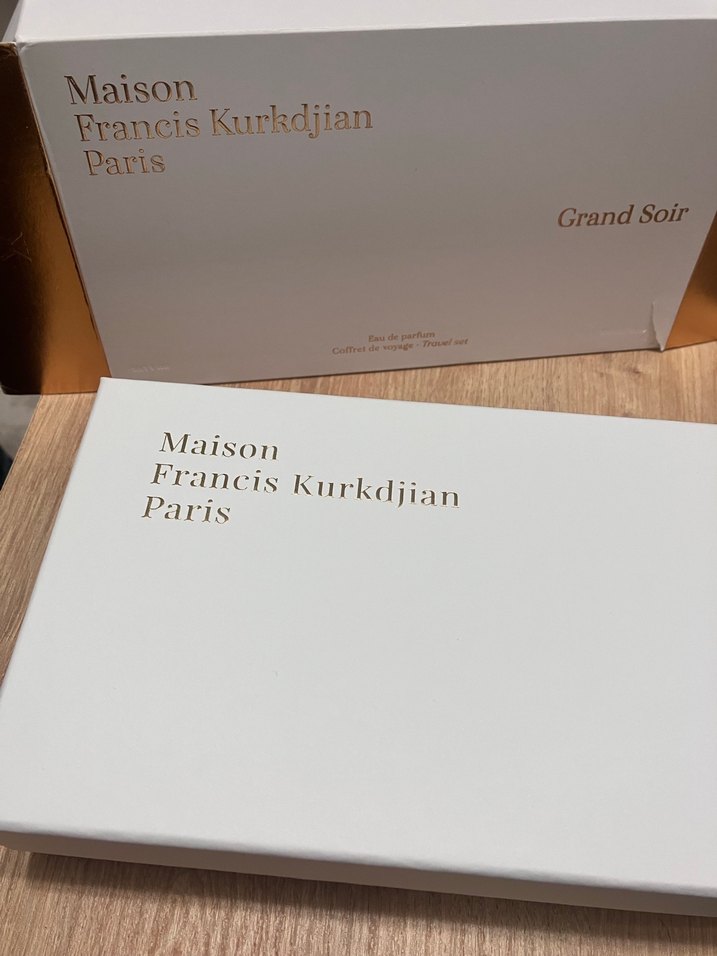 Maison
Francis Kurkdjian
Paris
Grand Soir
Eau de parfum
Coffret de voyage · Travel set
Maison
Francis Kurkdjian
Paris